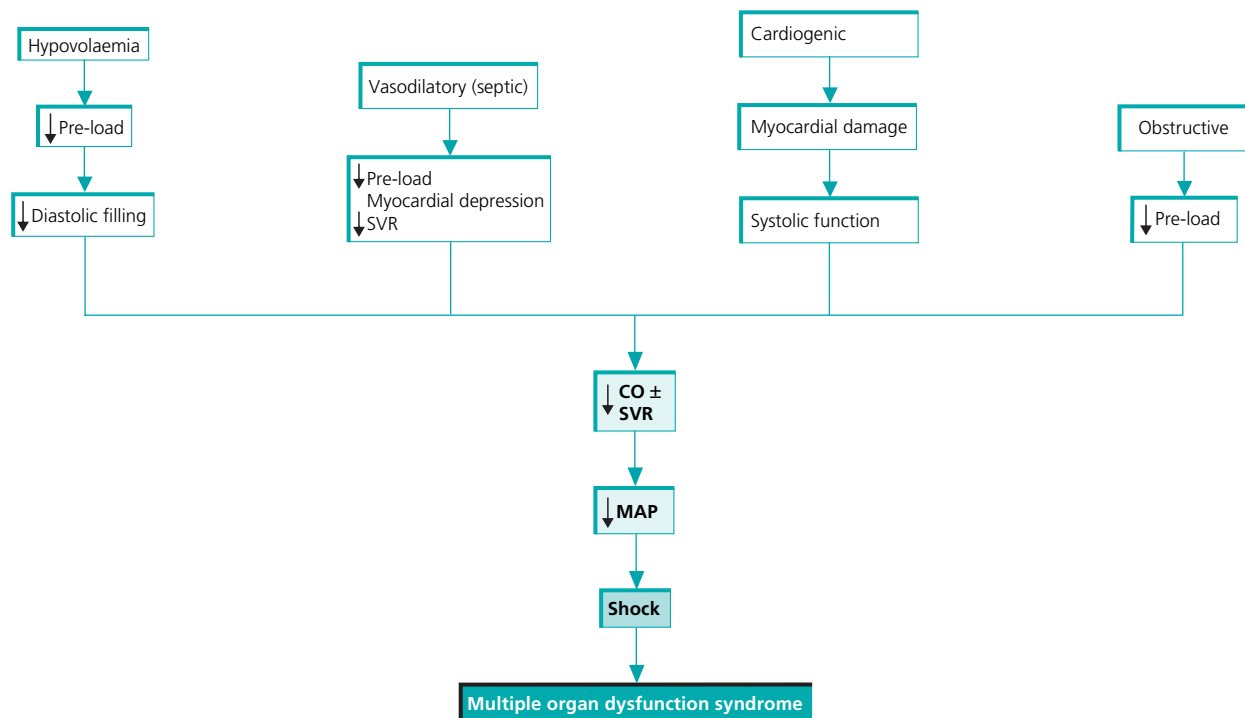 Hypovolaemia
↓ Pre-load
↓ Diastolic filling
Vasodilatory (septic)
↓ Pre-load
Myocardial depression
↓ SVR
Cardiogenic
Myocardial damage
Systolic function
Obstructive
↓ Pre-load
↓ CO ±
SVR
↓ MAP
Shock
Multiple organ dysfunction syndrome